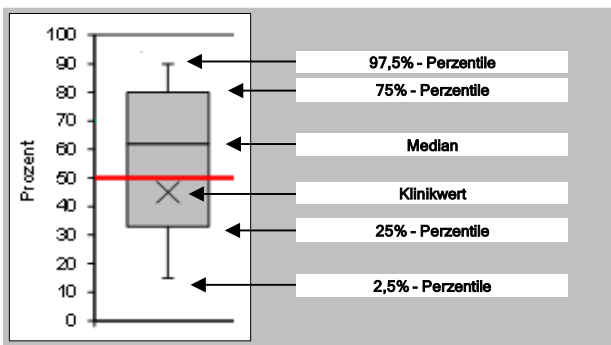 100
90
80
70
60
50
40
30
20
10
0
Prozent
97,5% - Perzentile
75% - Perzentile
Median
Klinikwert
25% - Perzentile
2,5% - Perzentile